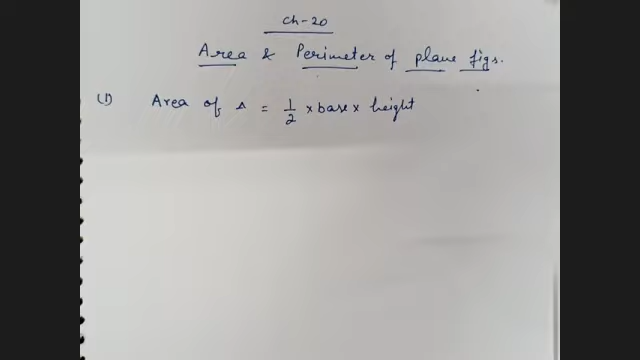 Ch-20
Area & Perimeter of plane figs.
(1) Area of Δ = 1/2 × base × height